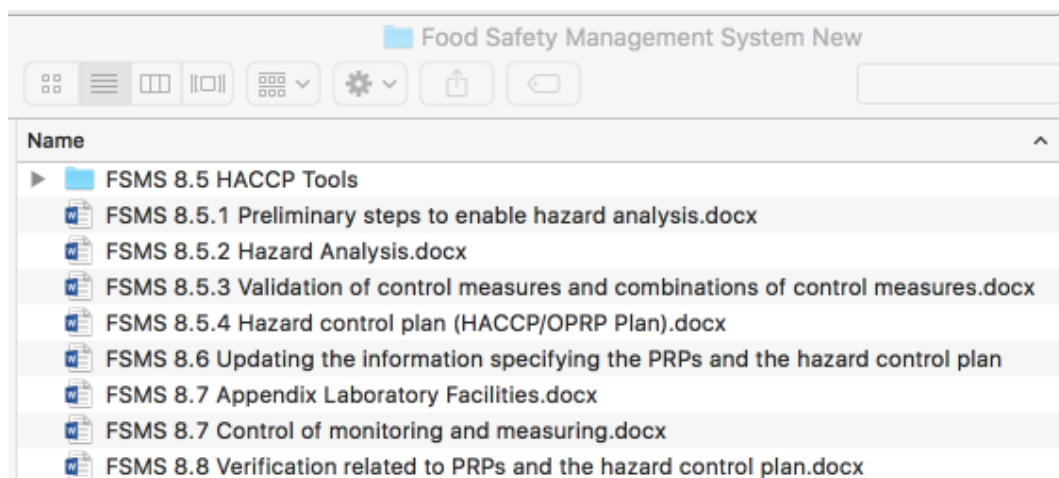 Food Safety Management System New
Name
FSMS 8.5 HACCP Tools
FSMS 8.5.1 Preliminary steps to enable hazard analysis.docx
FSMS 8.5.2 Hazard Analysis.docx
FSMS 8.5.3 Validation of control measures and combinations of control measures.docx
FSMS 8.5.4 Hazard control plan (HACCP/OPRP Plan).docx
FSMS 8.6 Updating the information specifying the PRPs and the hazard control plan
FSMS 8.7 Appendix Laboratory Facilities.docx
FSMS 8.7 Control of monitoring and measuring.docx
FSMS 8.8 Verification related to PRPs and the hazard control plan.docx